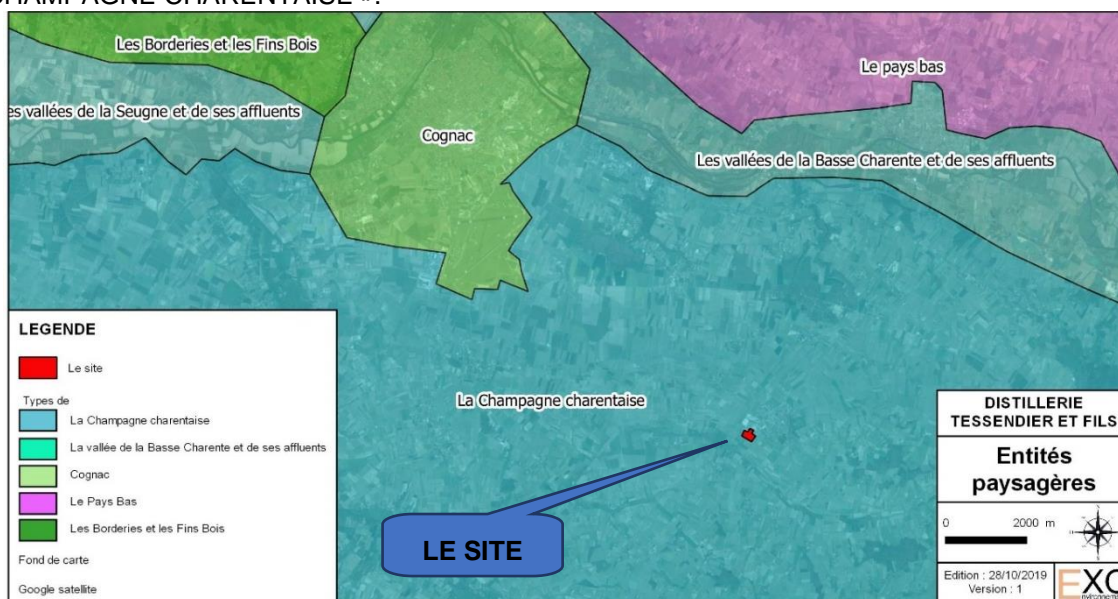 CHAMPAGNE CHARENTAISE ».
Les Borderies et les Fins Bois
Le pays bas
es vallées de la Seugne et de ses affluents
Cognac
Les vallées de la Basse Charente et de ses affluents
La Champagne charentaise
LE SITE
LEGENDE
Le site
Types de
La Champagne charentaise
La vallée de la Basse Charente et de ses affluents
Cognac
Le Pays Bas
Les Borderies et les Fins Bois
Fond de carte
Google satellite
DISTILLERIE
TESSENDIER ET FILS
Entités
paysagères
0 2000 m
Edition : 28/10/2019
Version : 1
EXO